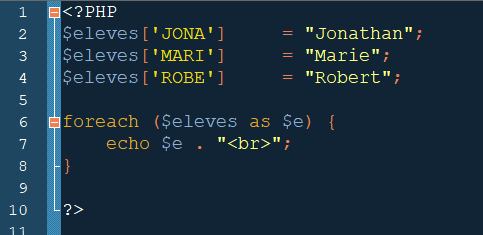 1 <?PHP
2 $eleves['JONA']     = "Jonathan";
3 $eleves['MARI']     = "Marie";
4 $eleves['ROBE']     = "Robert";
5
6 foreach ($eleves as $e) {
7     echo $e . "<br>";
8 }
9
10 ?>
11